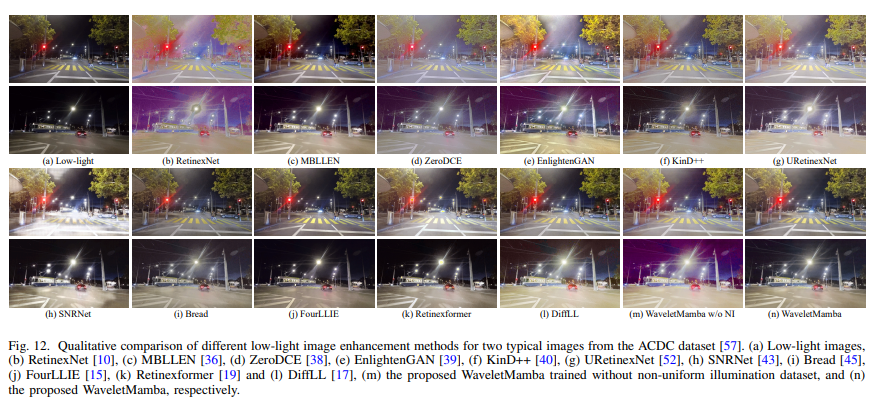 (a) Low-light (b) RetinexNet (c) MBLLEN (d) ZeroDCE (e) EnlightenGAN (f) KinD++ (g) URetinexNet
(h) SNRNet (i) Bread (j) FourLLIE (k) Retinexformer (l) DiffLL (m) WaveletMamba w/o NI (n) WaveletMamba
Fig. 12. Qualitative comparison of different low-light image enhancement methods for two typical images from the ACDC dataset [57]. (a) Low-light images,
(b) RetinexNet [10], (c) MBLLEN [36], (d) ZeroDCE [38], (e) EnlightenGAN [39], (f) KinD++ [40], (g) URetinexNet [52], (h) SNRNet [43], (i) Bread [45],
(j) FourLLIE [15], (k) Retinexformer [19] and (l) DiffLL [17], (m) the proposed WaveletMamba trained without non-uniform illumination dataset, and (n)
the proposed WaveletMamba, respectively.